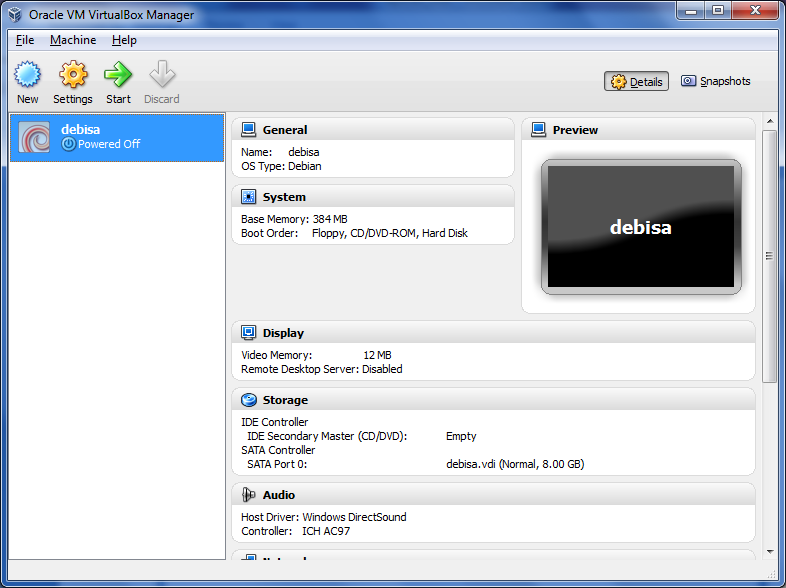 Oracle VM VirtualBox Manager
File Machine Help
New Settings Start Discard
Details Snapshots
debisa
Powered Off
General
Name: debisa
OS Type: Debian
System
Base Memory: 384 MB
Boot Order: Floppy, CD/DVD-ROM, Hard Disk
Preview
debisa
Display
Video Memory: 12 MB
Remote Desktop Server: Disabled
Storage
IDE Controller
IDE Secondary Master (CD/DVD): Empty
SATA Controller
SATA Port 0: debisa.vdi (Normal, 8.00 GB)
Audio
Host Driver: Windows DirectSound
Controller: ICH AC97